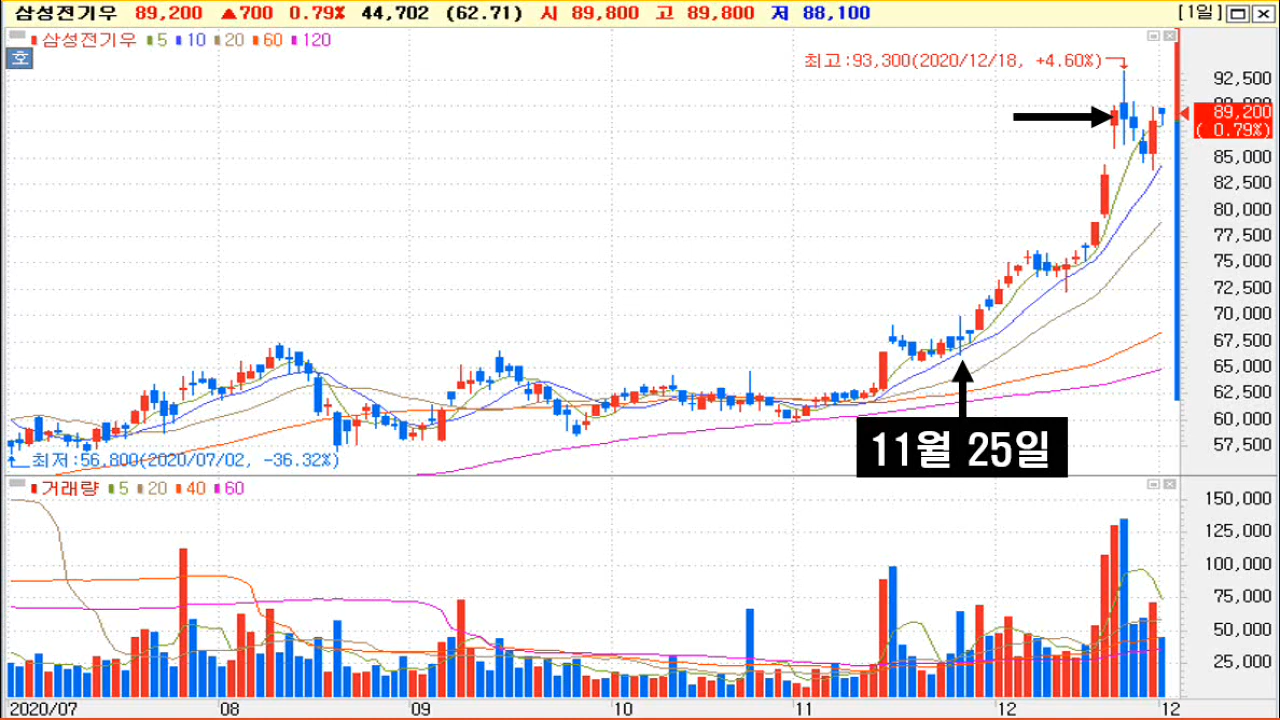 삼성전기우 89,200 ▲700 0.79% 44,702 (62.71) 시 89,800 고 89,800 저 88,100 [1일]
삼성전기우 5 10 20 60 120
호
최고:93,300(2020/12/18, +4.60%)
92,500
89,200
( 0.79%)
85,000
82,500
80,000
77,500
75,000
72,500
70,000
67,500
65,000
62,500
60,000
57,500
11월 25일
최저:56,800(2020/07/02, -36.32%)
거래량 5 20 40 60
150,000
125,000
100,000
75,000
50,000
25,000
2020/07 08 09 10 11 12 12